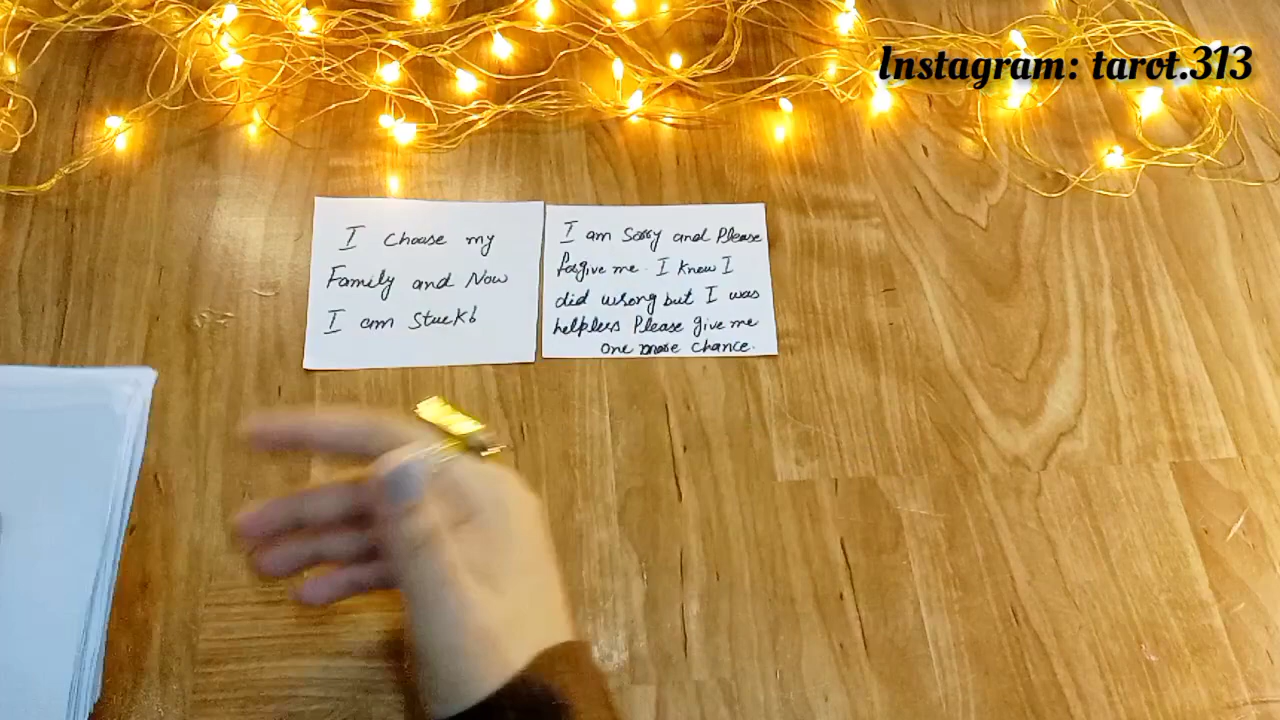 Instagram: tarot.313
I choose my
Family and Now
I am Stuck!
I am Sorry and Please
forgive me. I know I
did wrong but I was
helpless Please give me
one more chance.